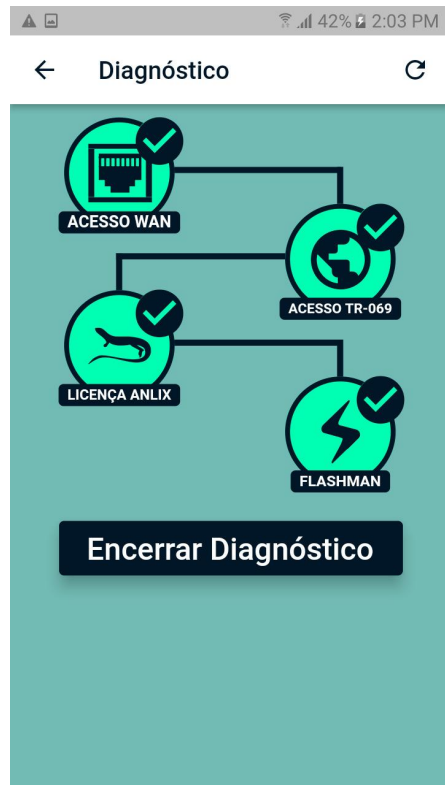 42% 2:03 PM
Diagnóstico
ACESSO WAN
ACESSO TR-069
LICENÇA ANLIX
FLASHMAN
Encerrar Diagnóstico